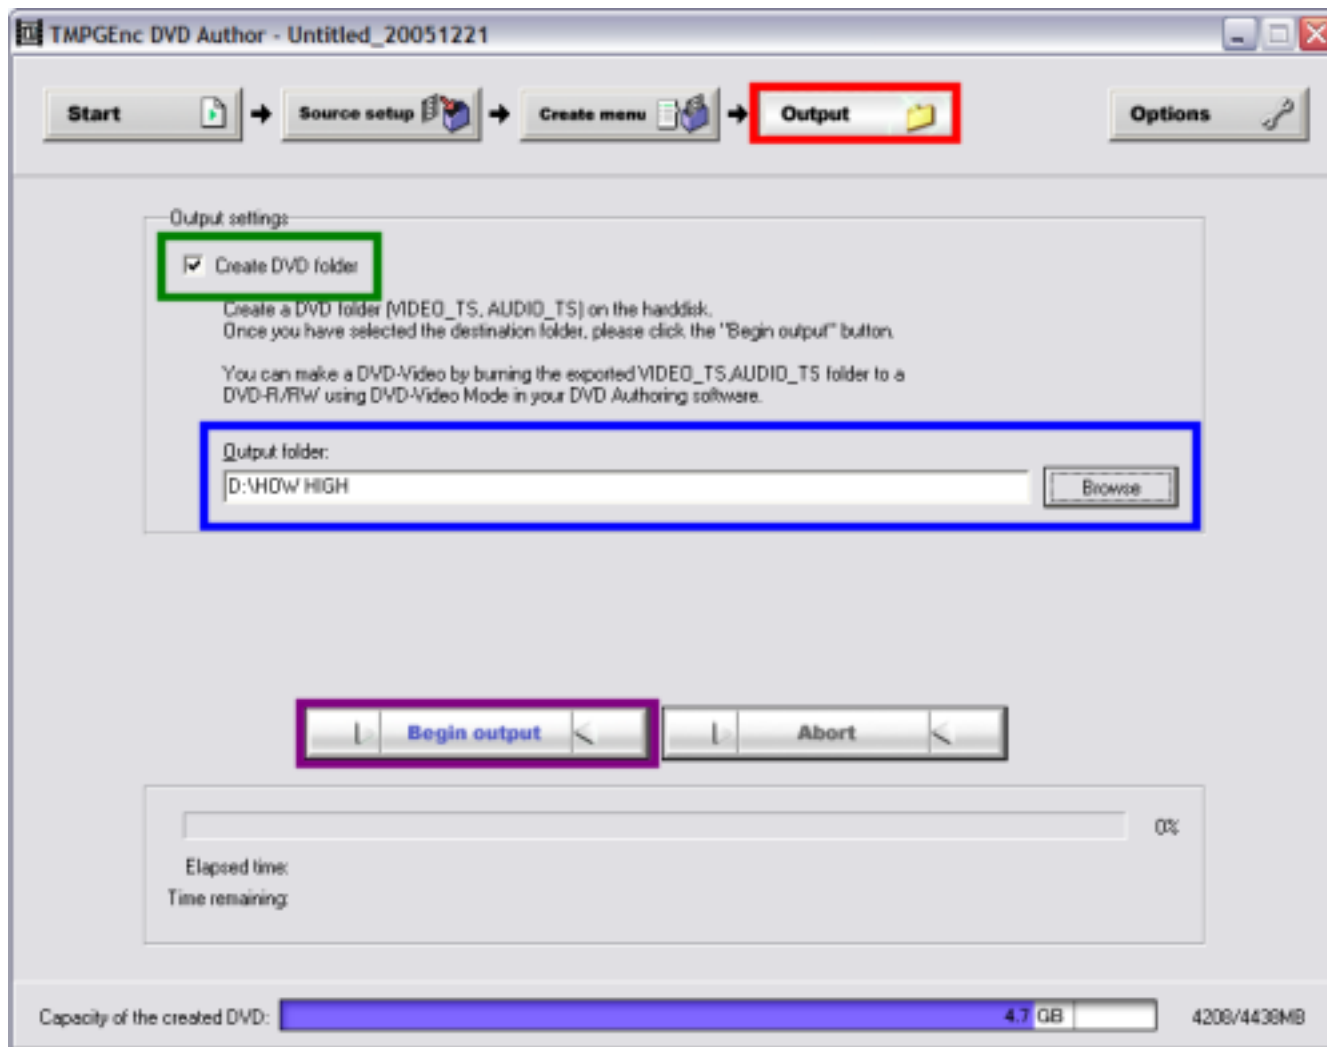 TMPGEnc DVD Author - Untitled_20051221
Start
Source setup
Create menu
Output
Options
Output settings
Create DVD folder
Create a DVD folder (VIDEO_TS, AUDIO_TS) on the harddisk.
Once you have selected the destination folder, please click the "Begin output" button.
You can make a DVD-Video by burning the exported VIDEO_TS,AUDIO_TS folder to a
DVD-R/RW using DVD-Video Mode in your DVD Authoring software.
Output folder:
D:\HOW HIGH
Browse
Begin output
Abort
0%
Elapsed time:
Time remaining:
Capacity of the created DVD:
4.7 GB
4208/4438MB